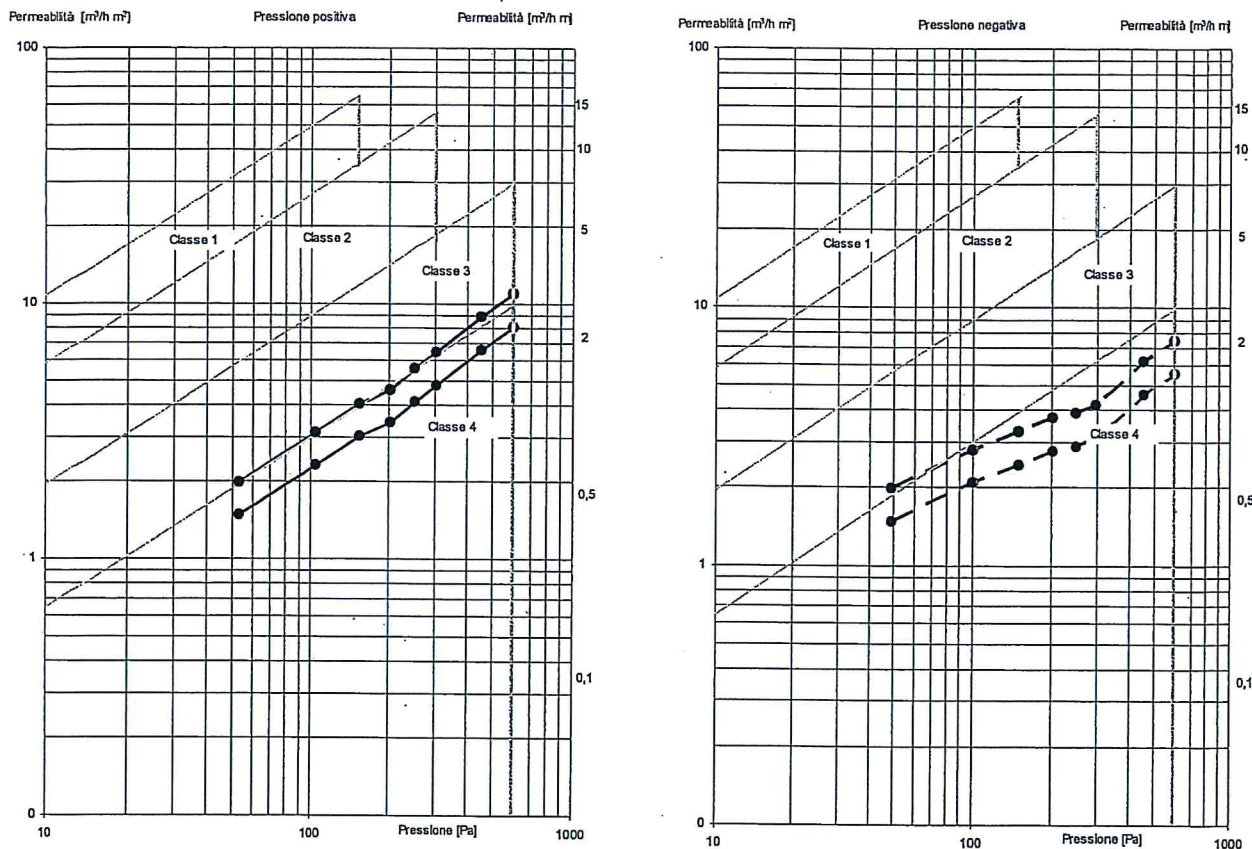 Permeabilità [m³/h m²] Pressione positiva Permeabilità [m³/h m]
100
15
10
Classe 1 Classe 2 5
Classe 3
10
2
Classe 4
0,5
1
0,1
0
10 100 Pressione [Pa] 1000
Permeabilità [m³/h m²] Pressione negativa Permeabilità [m³/h m]
100
15
10
Classe 1 Classe 2 5
Classe 3
10
2
Classe 4
0,5
1
0,1
0
10 100 Pressione [Pa] 1000